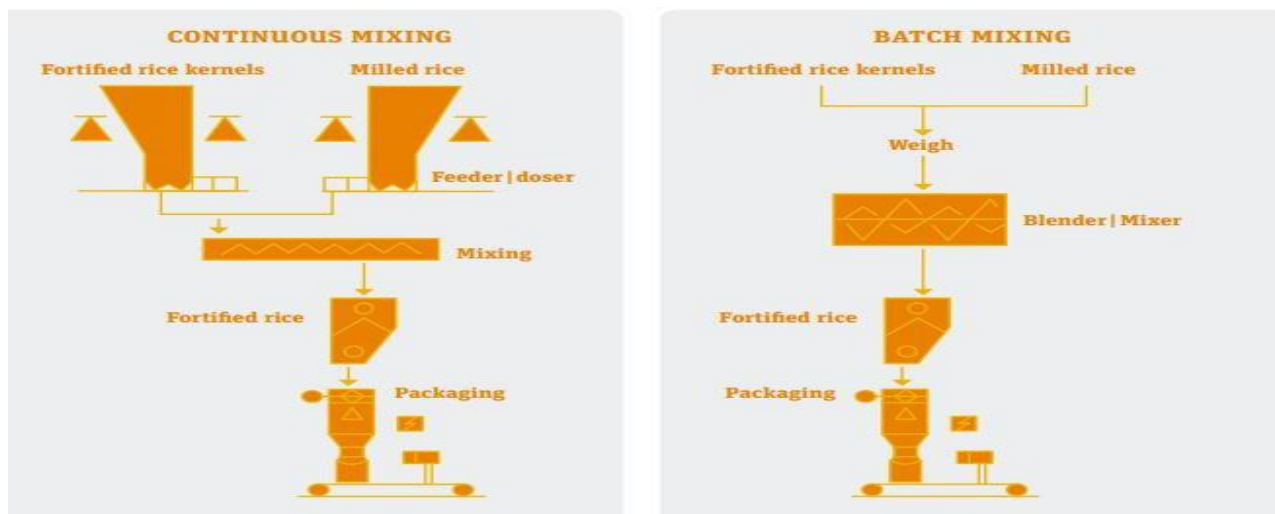 CONTINUOUS MIXING
Fortified rice kernels
Milled rice
Feeder|doser
Mixing
Fortified rice
Packaging
BATCH MIXING
Fortified rice kernels
Milled rice
Weigh
Blender|Mixer
Fortified rice
Packaging